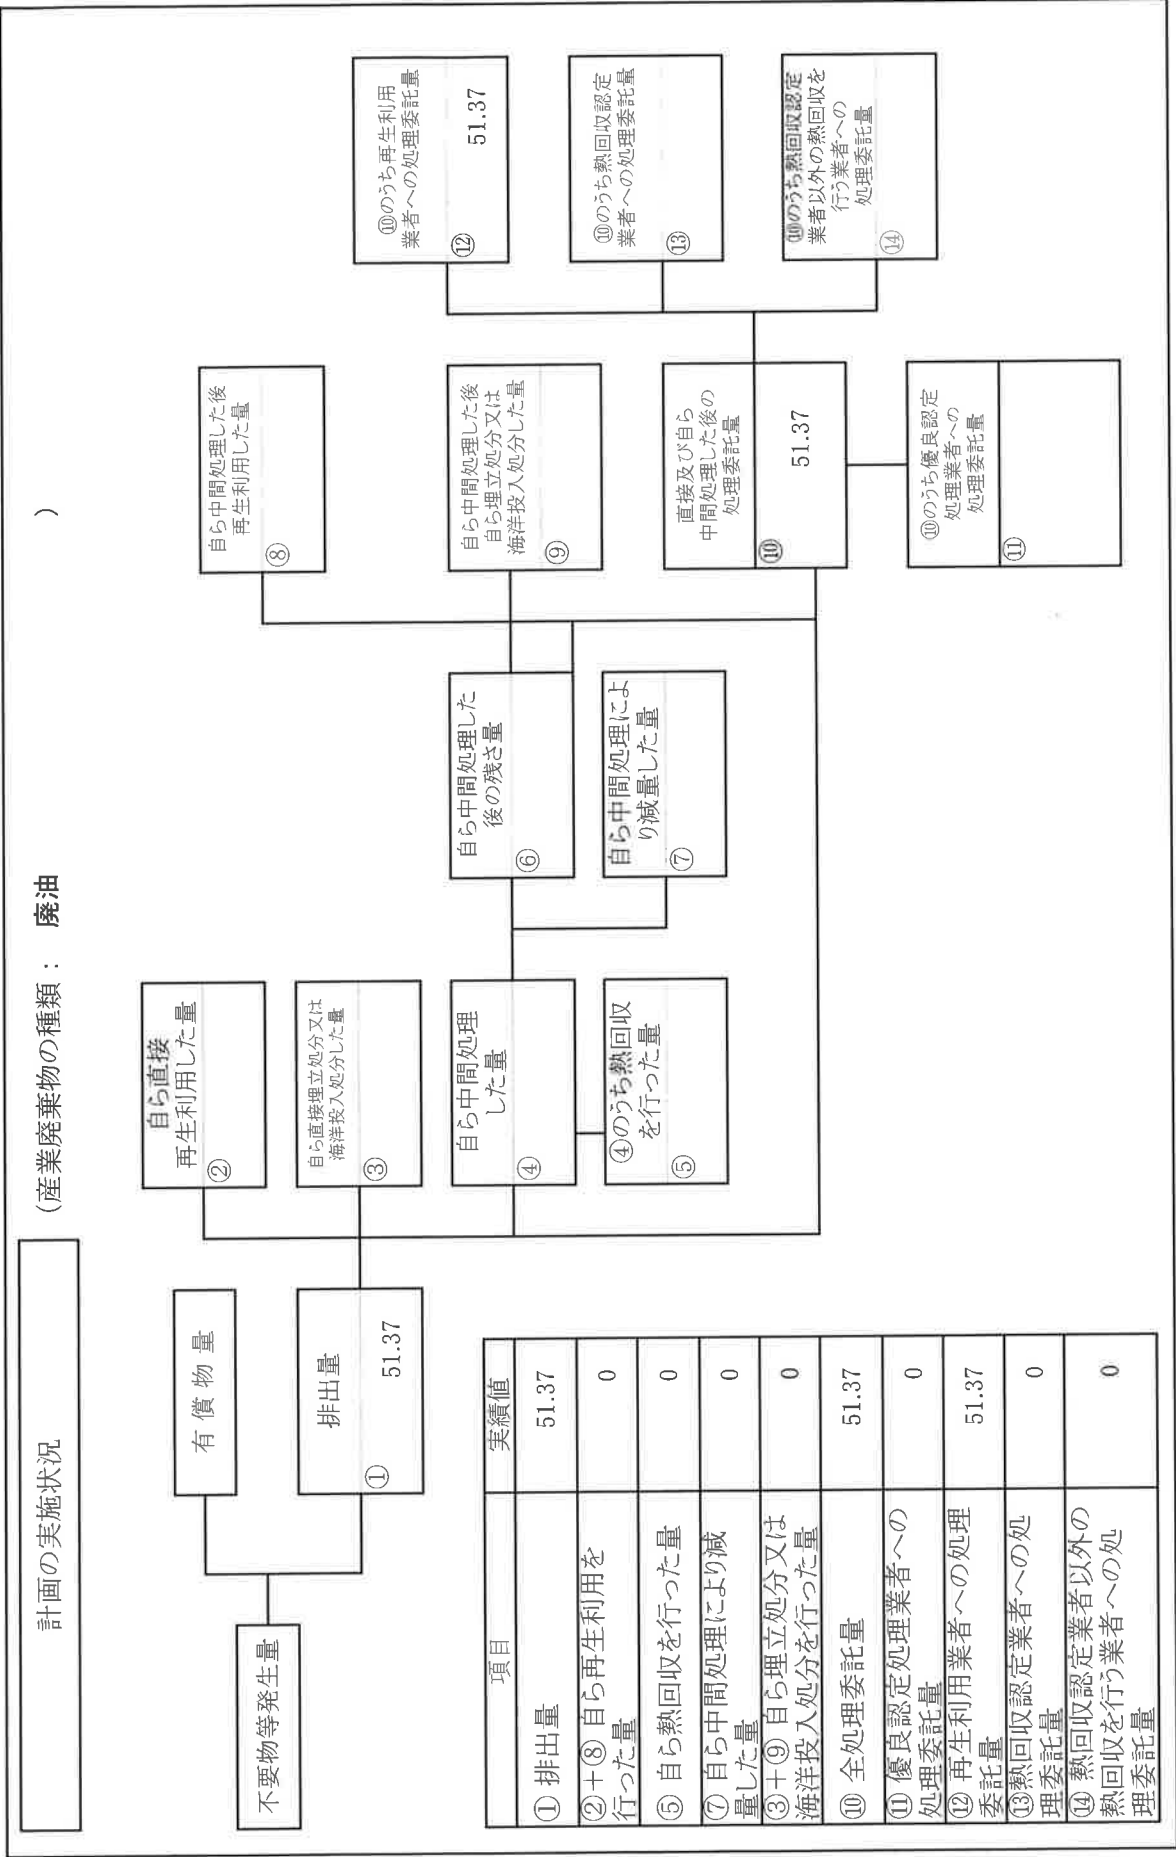 計画の実施状況
(産業廃棄物の種類： 廃油 )
不要物等発生量
有償物量
排出量
①
51.37
自ら直接
再生利用した量
②
自ら直接埋立処分又は
海洋投入処分した量
③
自ら中間処理
した量
④
④のうち熱回収
を行った量
⑤
自ら中間処理した
後の残さ量
⑥
自ら中間処理によ
り減量した量
⑦
自ら中間処理した後
再生利用した量
⑧
自ら中間処理した後
自ら埋立処分又は
海洋投入処分した量
⑨
直接及び自ら
中間処理した後の
処理委託量
⑩
51.37
⑩のうち優良認定
処理業者への
処理委託量
⑪
⑩のうち再生利用
業者への処理委託量
⑫
51.37
⑩のうち熱回収認定
業者への処理委託量
⑬
⑩のうち熱回収認定
業者以外の熱回収を
行う業者への
処理委託量
⑭
項目 実績値
① 排出量 51.37
②＋⑧ 自ら再生利用を
行った量 0
⑤ 自ら熱回収を行った量 0
⑦ 自ら中間処理により減
量した量 0
③＋⑨ 自ら埋立処分又は
海洋投入処分を行った量 0
⑩ 全処理委託量 51.37
⑪ 優良認定処理業者への
処理委託量 0
⑫ 再生利用業者への処理
委託量 51.37
⑬熱回収認定業者への処
理委託量 0
⑭ 熱回収認定業者以外の
熱回収を行う業者への処
理委託量 0